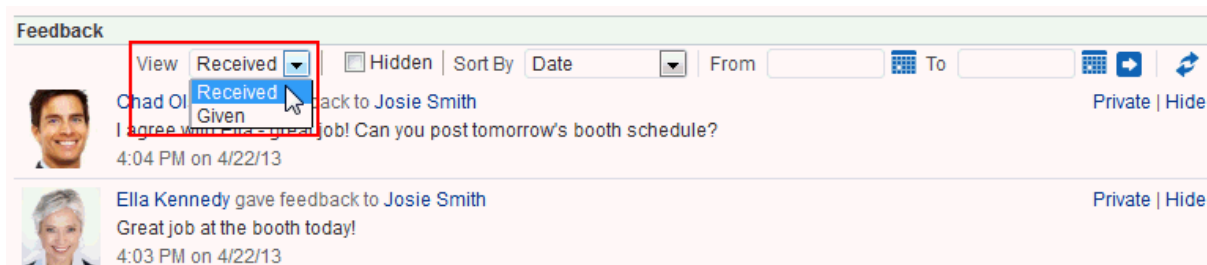 Feedback
View Received Hidden Sort By Date From To
Received
Given
Chad Ol back to Josie Smith Private | Hide
I agree with Ella - great job! Can you post tomorrow's booth schedule?
4:04 PM on 4/22/13
Ella Kennedy gave feedback to Josie Smith Private | Hide
Great job at the booth today!
4:03 PM on 4/22/13